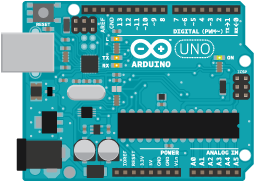 AREF
GND
13
12
~11
~10
~9
8
7
~6
~5
4
~3
2
TX→1
RX←0
DIGITAL (PWM~)
L
TX
RX
ARDUINO
UNO
ON
ICSP
POWER
ANALOG IN
RESET
3.3V
5V
GND
GND
Vin
A0
A1
A2
A3
A4
A5